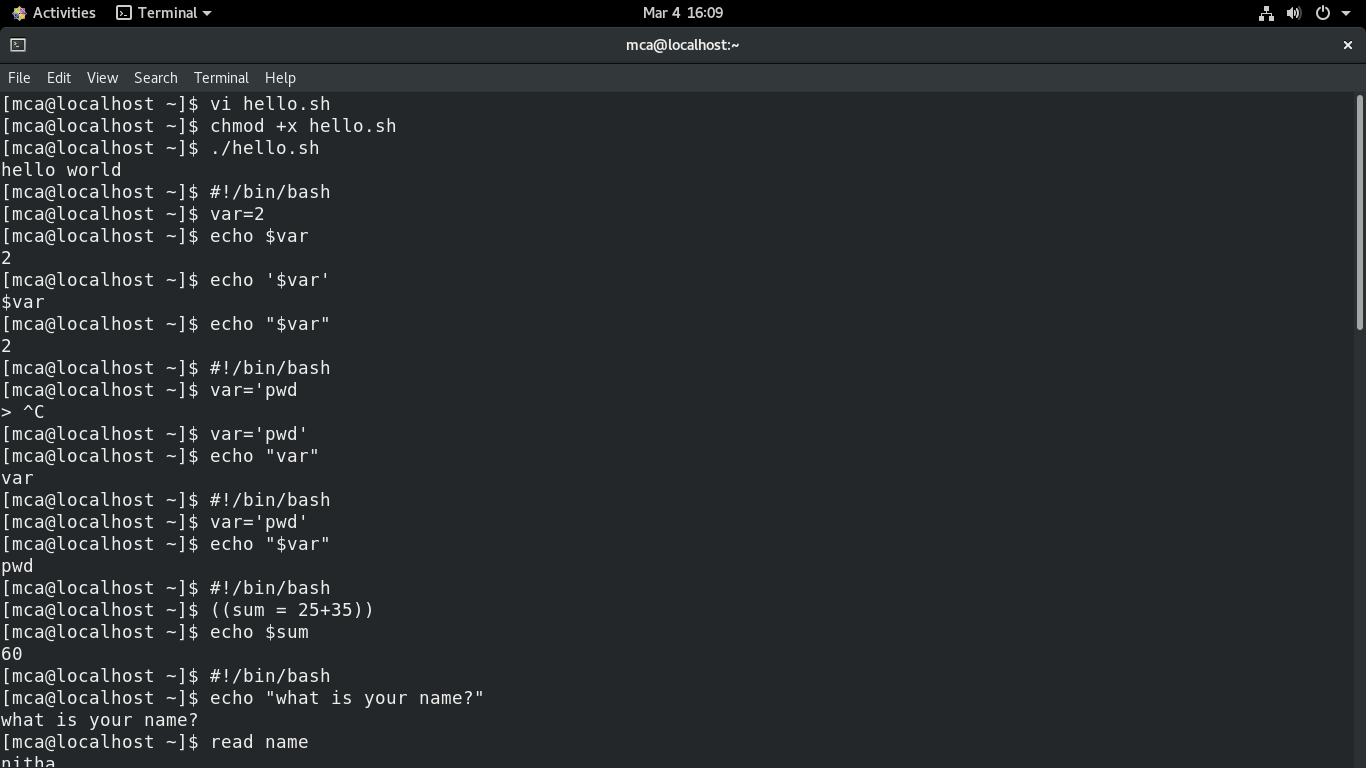 Activities Terminal Mar 4 16:09
mca@localhost:~ ×
File Edit View Search Terminal Help
[mca@localhost ~]$ vi hello.sh
[mca@localhost ~]$ chmod +x hello.sh
[mca@localhost ~]$ ./hello.sh
hello world
[mca@localhost ~]$ #!/bin/bash
[mca@localhost ~]$ var=2
[mca@localhost ~]$ echo $var
2
[mca@localhost ~]$ echo '$var'
$var
[mca@localhost ~]$ echo "$var"
2
[mca@localhost ~]$ #!/bin/bash
[mca@localhost ~]$ var='pwd
> ^C
[mca@localhost ~]$ var='pwd'
[mca@localhost ~]$ echo "var"
var
[mca@localhost ~]$ #!/bin/bash
[mca@localhost ~]$ var='pwd'
[mca@localhost ~]$ echo "$var"
pwd
[mca@localhost ~]$ #!/bin/bash
[mca@localhost ~]$ ((sum = 25+35))
[mca@localhost ~]$ echo $sum
60
[mca@localhost ~]$ #!/bin/bash
[mca@localhost ~]$ echo "what is your name?"
what is your name?
[mca@localhost ~]$ read name
nitha